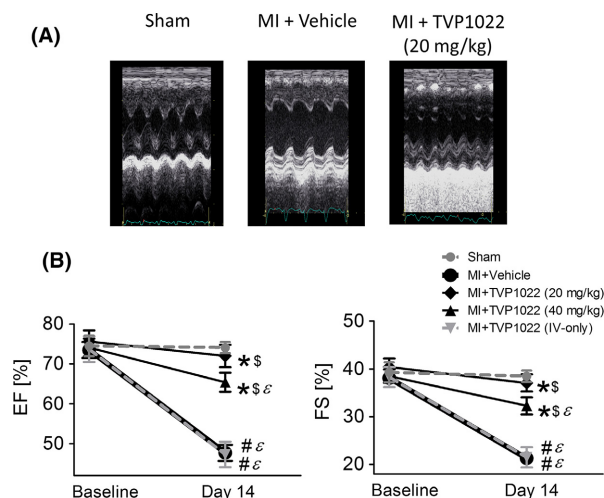 (A)
Sham
MI + Vehicle
MI + TVP1022
(20 mg/kg)
(B)
Sham
MI+Vehicle
MI+TVP1022 (20 mg/kg)
MI+TVP1022 (40 mg/kg)
MI+TVP1022 (IV-only)
EF [%]
80
70
60
50
*$
*$ ε
# ε
# ε
Baseline
Day 14
FS [%]
50
40
30
20
*$
*$ ε
# ε
# ε
Baseline
Day 14